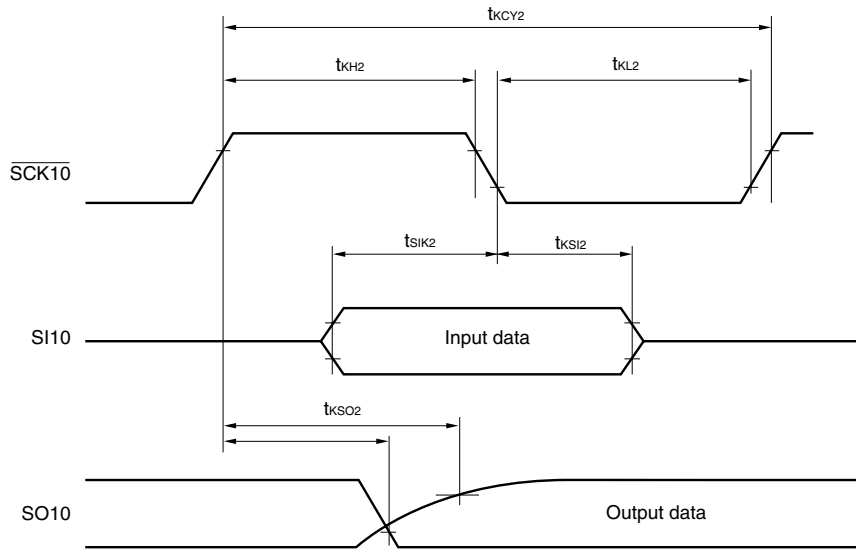 tKCY2
tKH2 tKL2
SCK10
tSIK2 tKSI2
SI10 Input data
tKSO2
SO10 Output data